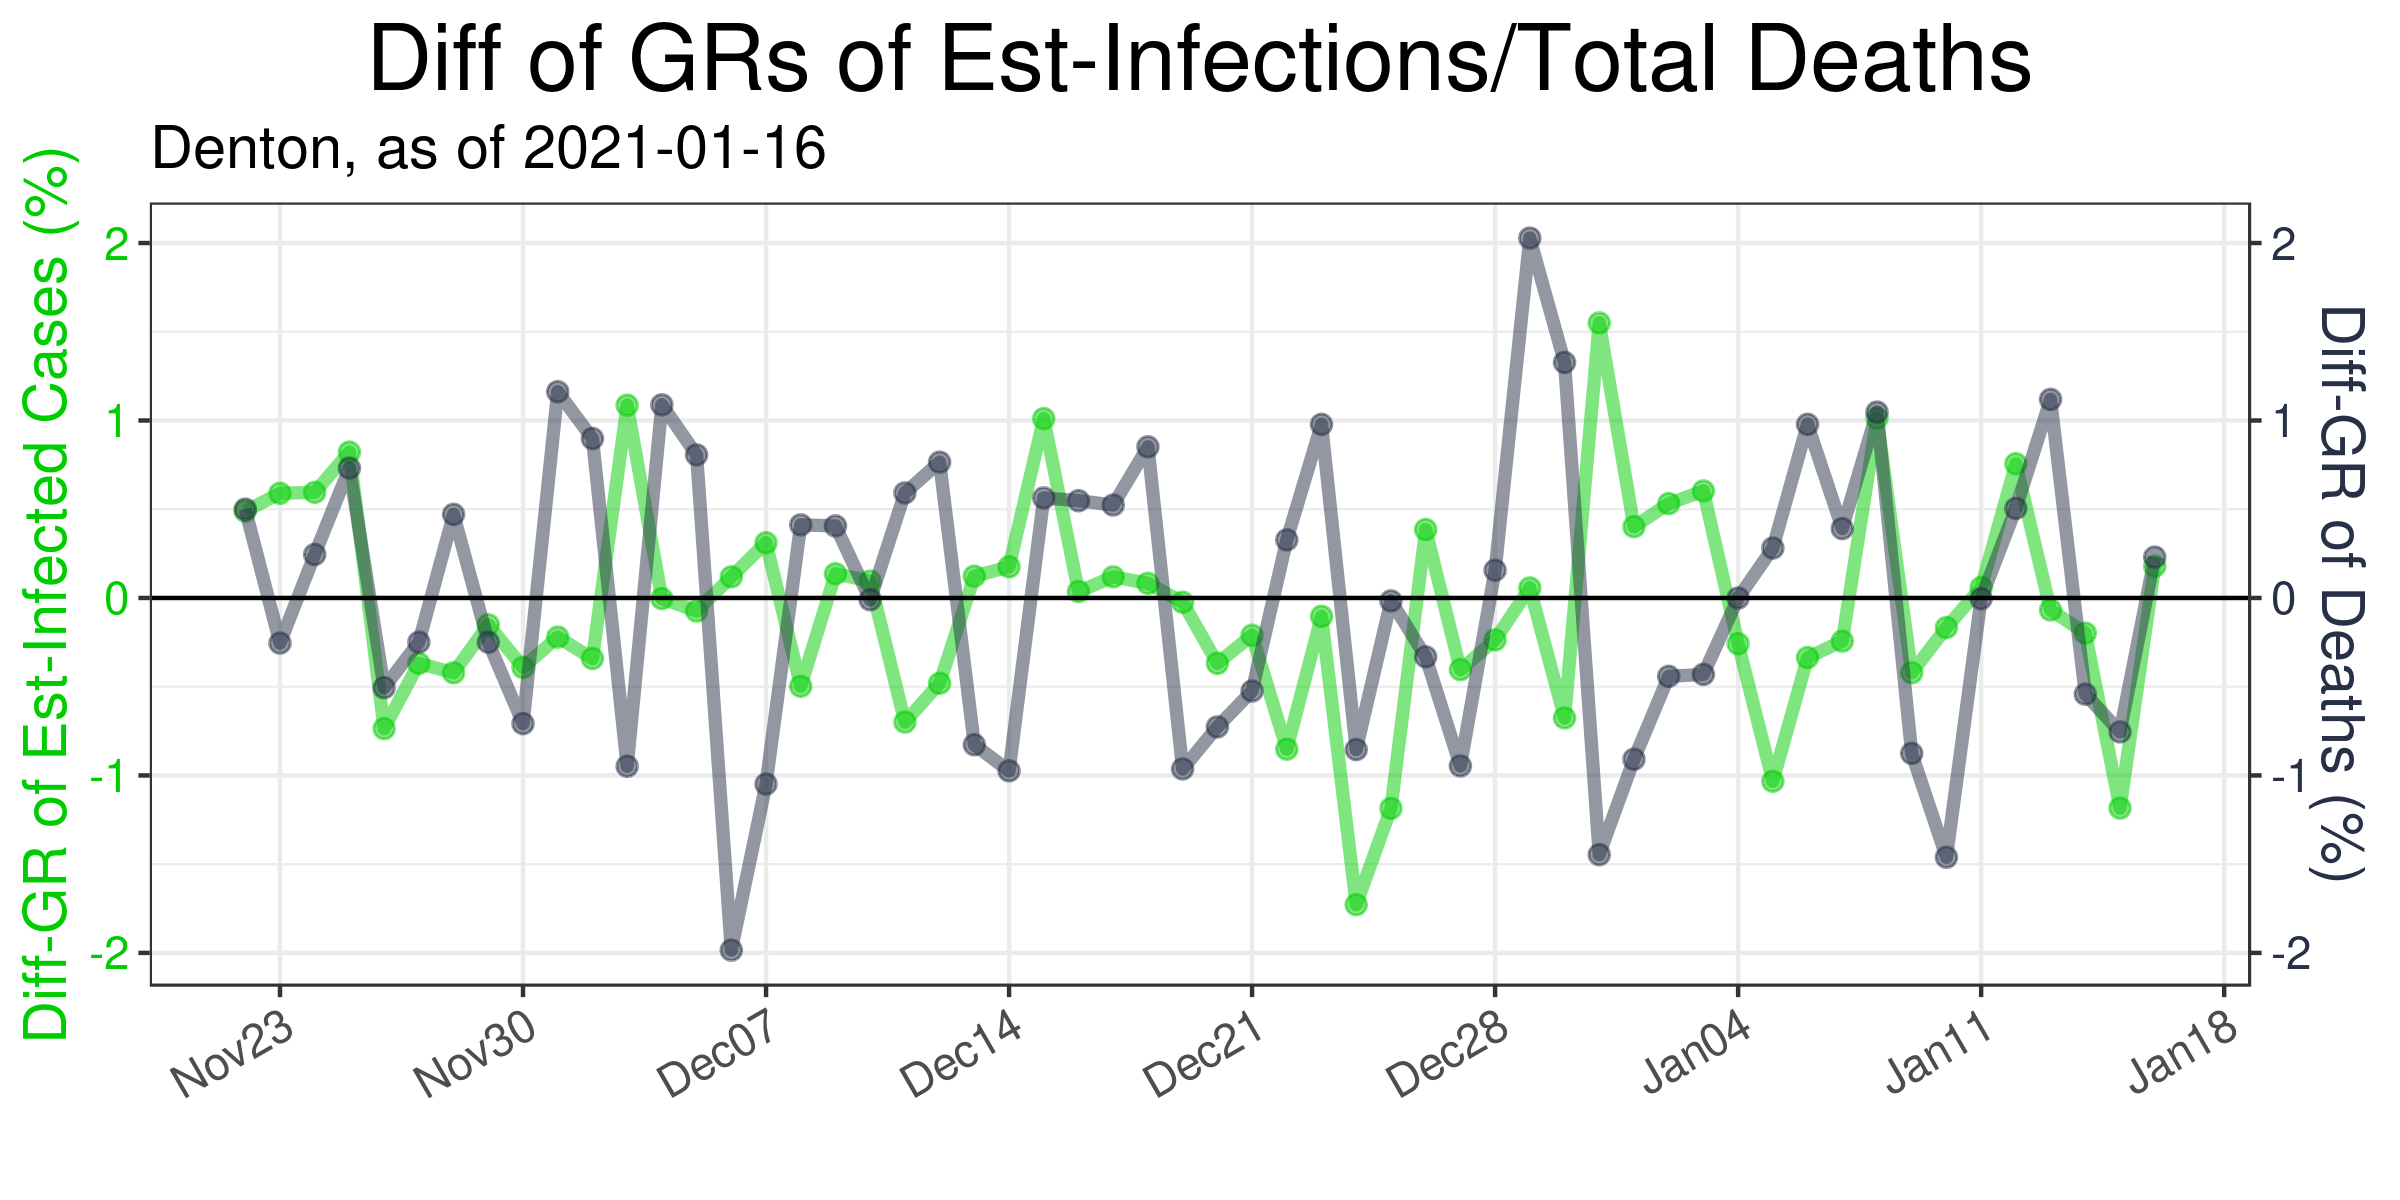 Diff of GRs of Est-Infections/Total Deaths
Denton, as of 2021-01-16
Diff-GR of Est-Infected Cases (%)
2
1
0
-1
-2
2
1
0
-1
-2
Diff-GR of Deaths (%)
Nov23
Nov30
Dec07
Dec14
Dec21
Dec28
Jan04
Jan11
Jan18